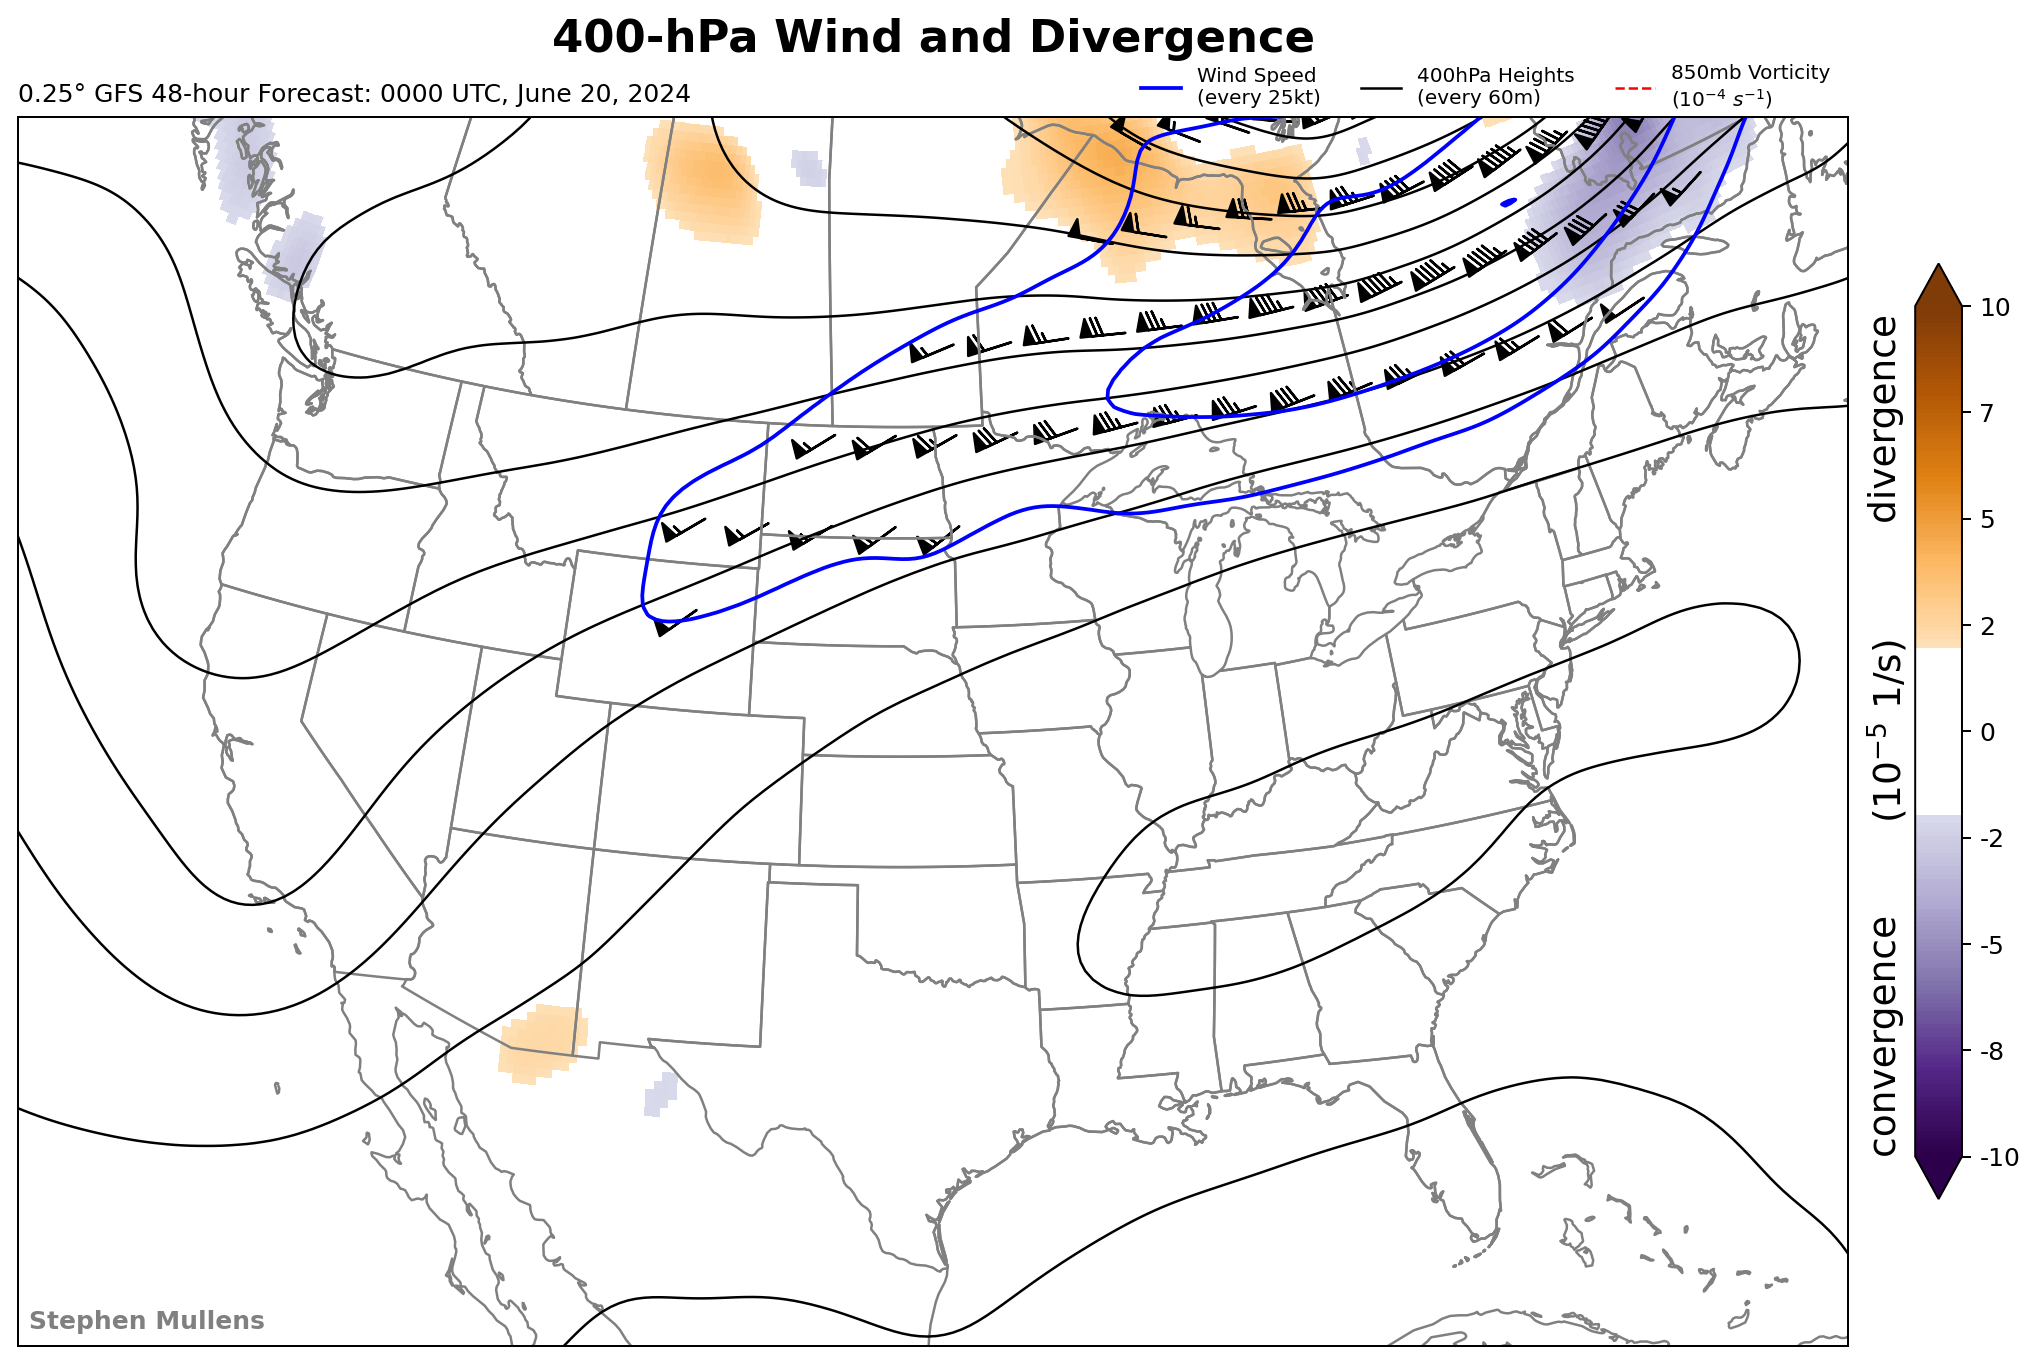 400-hPa Wind and Divergence
0.25° GFS 48-hour Forecast: 0000 UTC, June 20, 2024
Wind Speed
(every 25kt)
400hPa Heights
(every 60m)
850mb Vorticity
(10⁻⁴ s⁻¹)
10
7
5
2
0
-2
-5
-8
-10
convergence (10⁻⁵ 1/s) divergence
Stephen Mullens